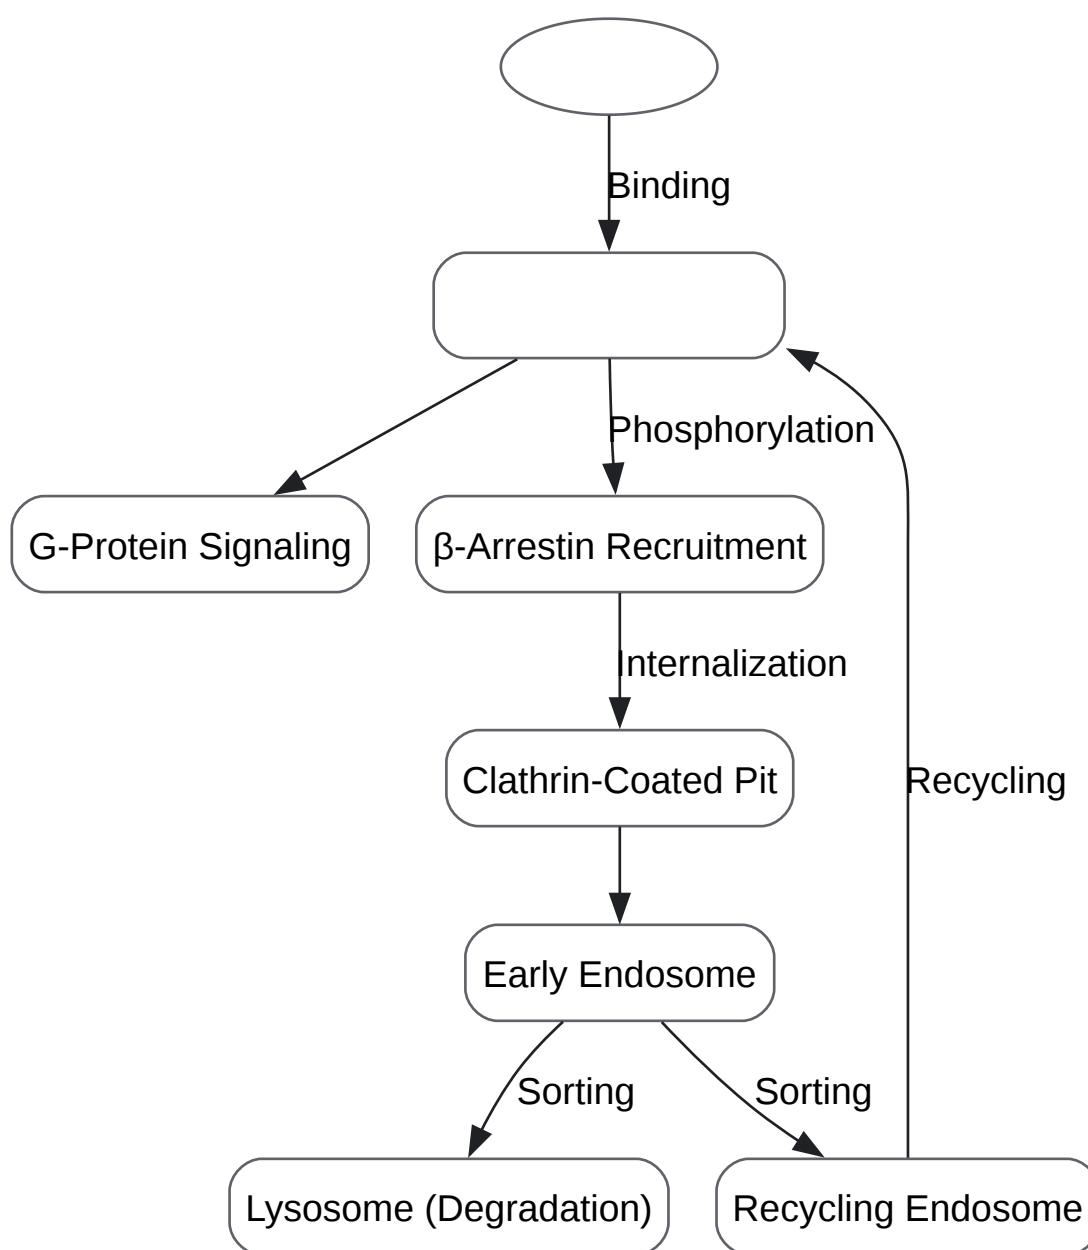 Binding
Phosphorylation
G-Protein Signaling
β-Arrestin Recruitment
Internalization
Clathrin-Coated Pit
Recycling
Early Endosome
Sorting
Sorting
Lysosome (Degradation)
Recycling Endosome